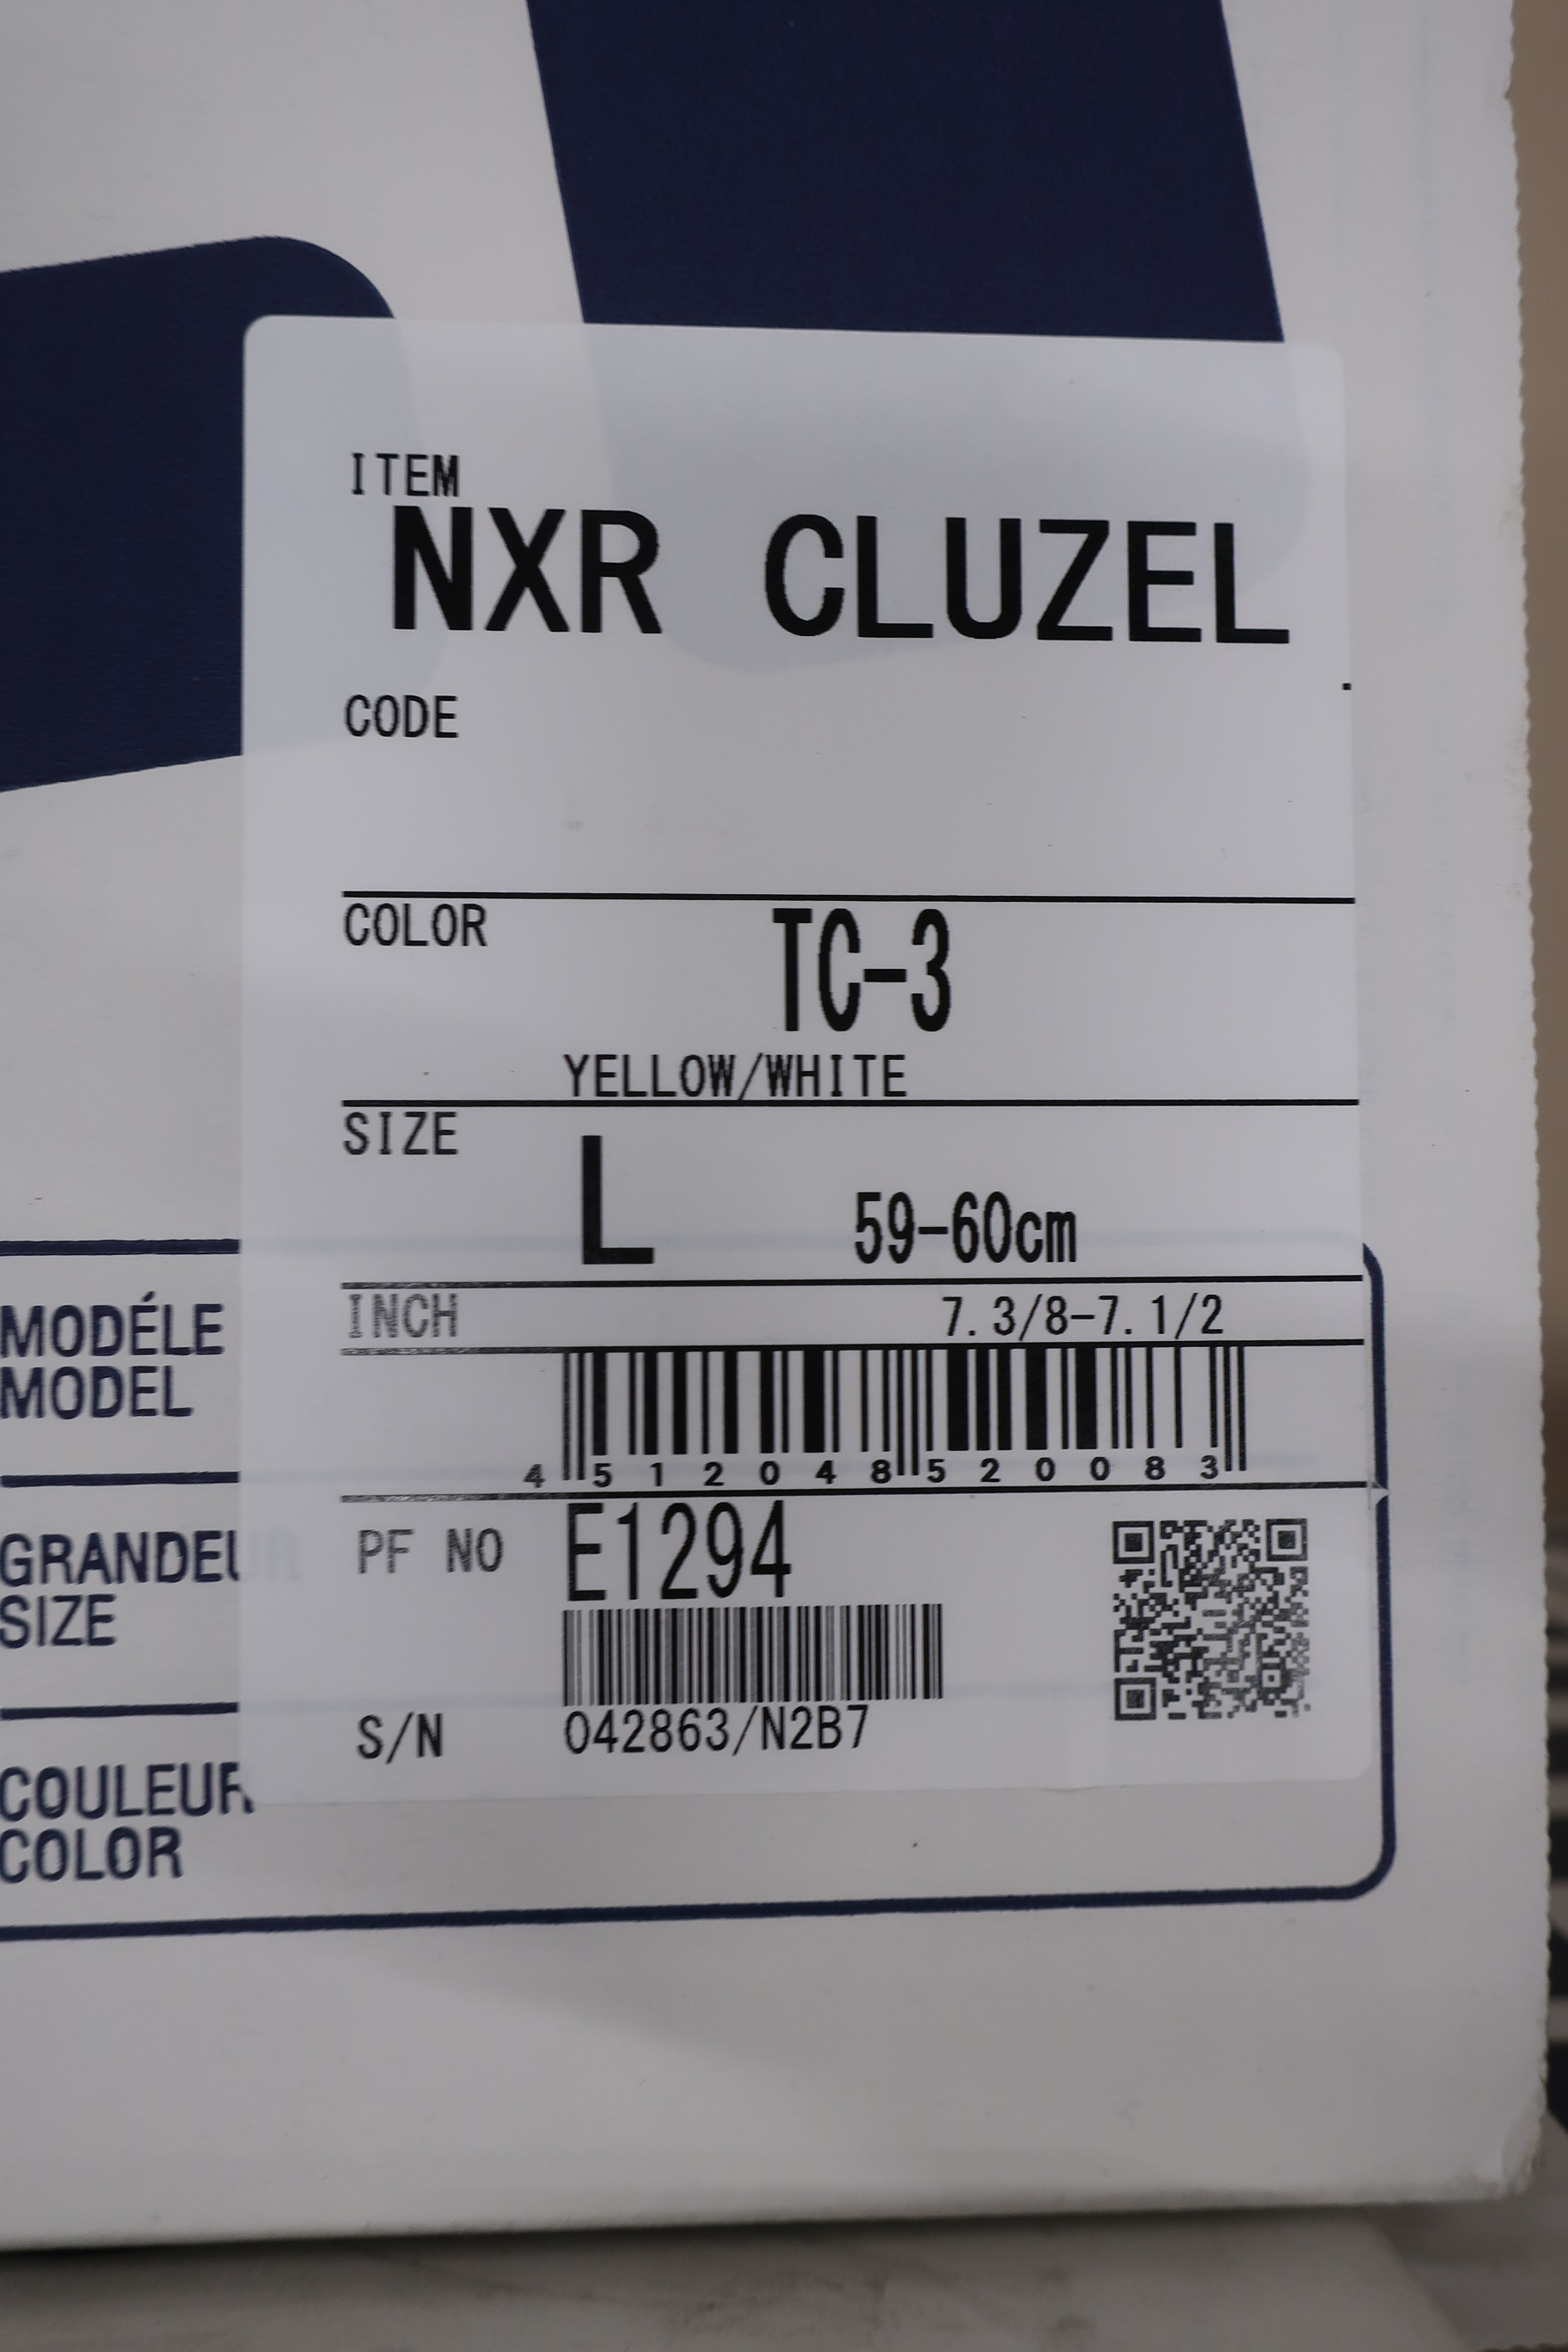 ITEM
NXR CLUZEL
CODE
COLOR
TC-3
YELLOW/WHITE
SIZE
L 59-60cm
INCH 7.3/8-7.1/2
4 512048 520083
PF NO E1294
S/N 042863/N2B7
MODÉLE
MODEL
GRANDEUR
SIZE
COULEUR
COLOR